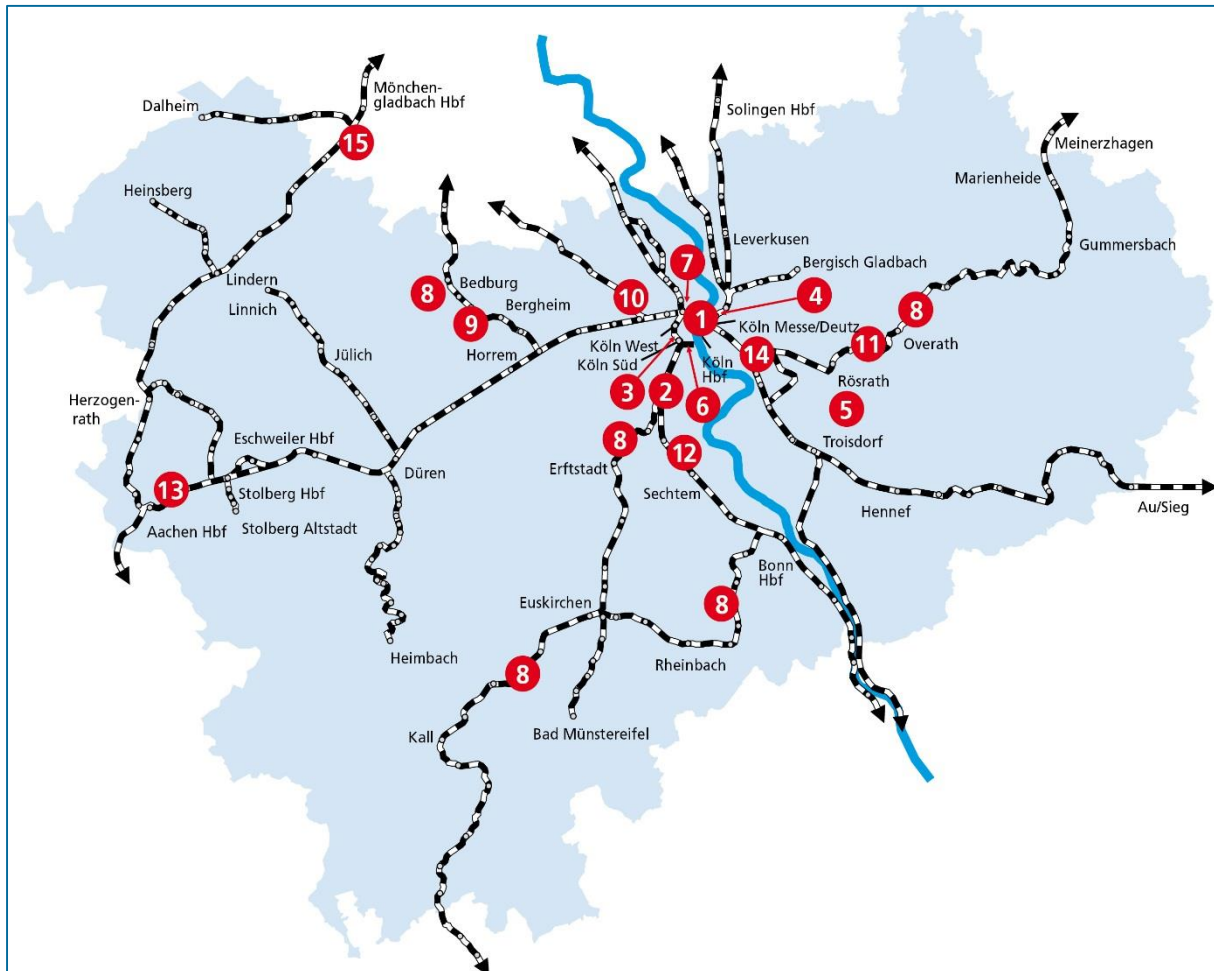 Mönchen-
gladbach Hbf
Dalheim
15
Solingen Hbf
Meinerzhagen
Marienheide
Heinsberg
Leverkusen
Gummersbach
Bergisch Gladbach
7
Lindern
Linnich
8
Bedburg
Bergheim
10
4
9
1
Köln Messe/Deutz
8
Overath
Köln West
Köln Süd
Köln
Hbf
14
11
Horrem
Jülich
Rösrath
3
2
6
5
Troisdorf
Herzogen-
rath
Eschweiler Hbf
8
Erftstadt
12
Düren
Sechtem
13
Stolberg Hbf
Hennef
Au/Sieg
Aachen Hbf
Stolberg Altstadt
Bonn
Hbf
Euskirchen
8
Heimbach
Rheinbach
8
Kall
Bad Münstereifel